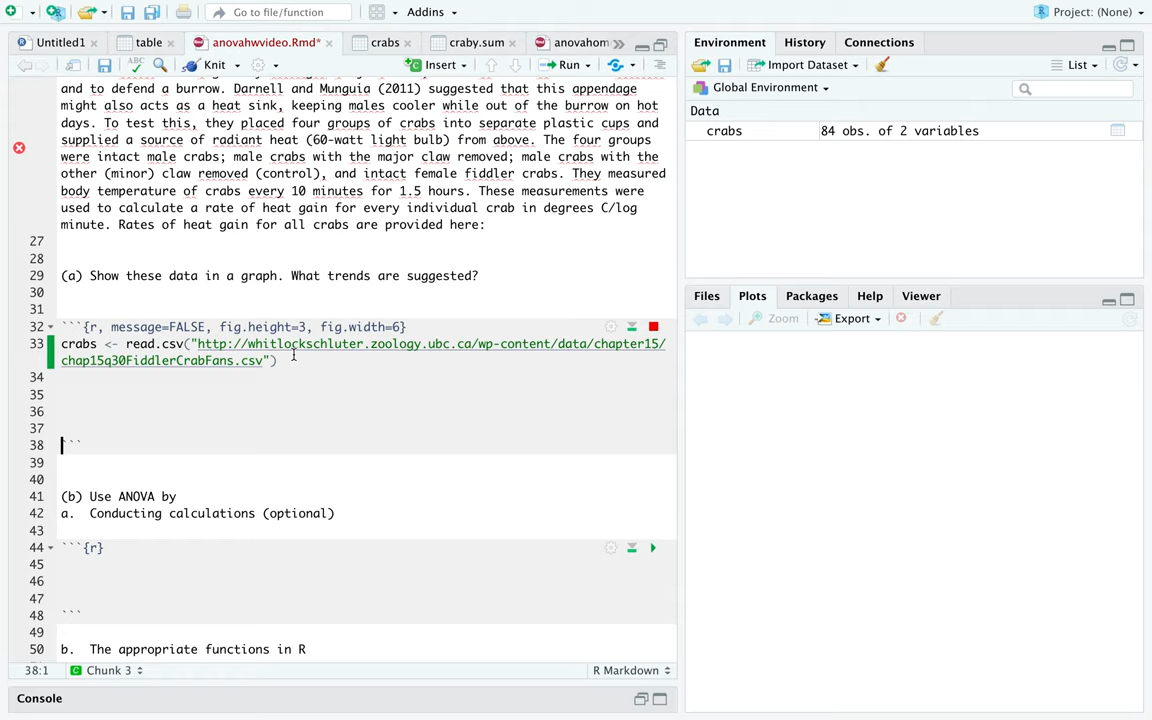 Go to file/function
Addins
Project: (None)
Untitled1
table
anovahwvideo.Rmd*
crabs
craby.sum
anovahom
Knit
Insert
Run
and to defend a burrow. Darnell and Munguia (2011) suggested that this appendage
might also acts as a heat sink, keeping males cooler while out of the burrow on hot
days. To test this, they placed four groups of crabs into separate plastic cups and
supplied a source of radiant heat (60-watt light bulb) from above. The four groups
were intact male crabs; male crabs with the major claw removed; male crabs with the
other (minor) claw removed (control), and intact female fiddler crabs. They measured
body temperature of crabs every 10 minutes for 1.5 hours. These measurements were
used to calculate a rate of heat gain for every individual crab in degrees C/log
minute. Rates of heat gain for all crabs are provided here:
27
28
29 (a) Show these data in a graph. What trends are suggested?
30
31
32 ```{r, message=FALSE, fig.height=3, fig.width=6}
33 crabs <- read.csv("http://whitlockschluter.zoology.ubc.ca/wp-content/data/chapter15/
chap15q30FiddlerCrabFans.csv")
34
35
36
37
38 ```
39
40
41 (b) Use ANOVA by
42 a. Conducting calculations (optional)
43
44 ```{r}
45
46
47
48 ```
49
50 b. The appropriate functions in R
38:1 Chunk 3 R Markdown
Console
Environment History Connections
Import Dataset List
Global Environment
Data
crabs 84 obs. of 2 variables
Files Plots Packages Help Viewer
Zoom Export